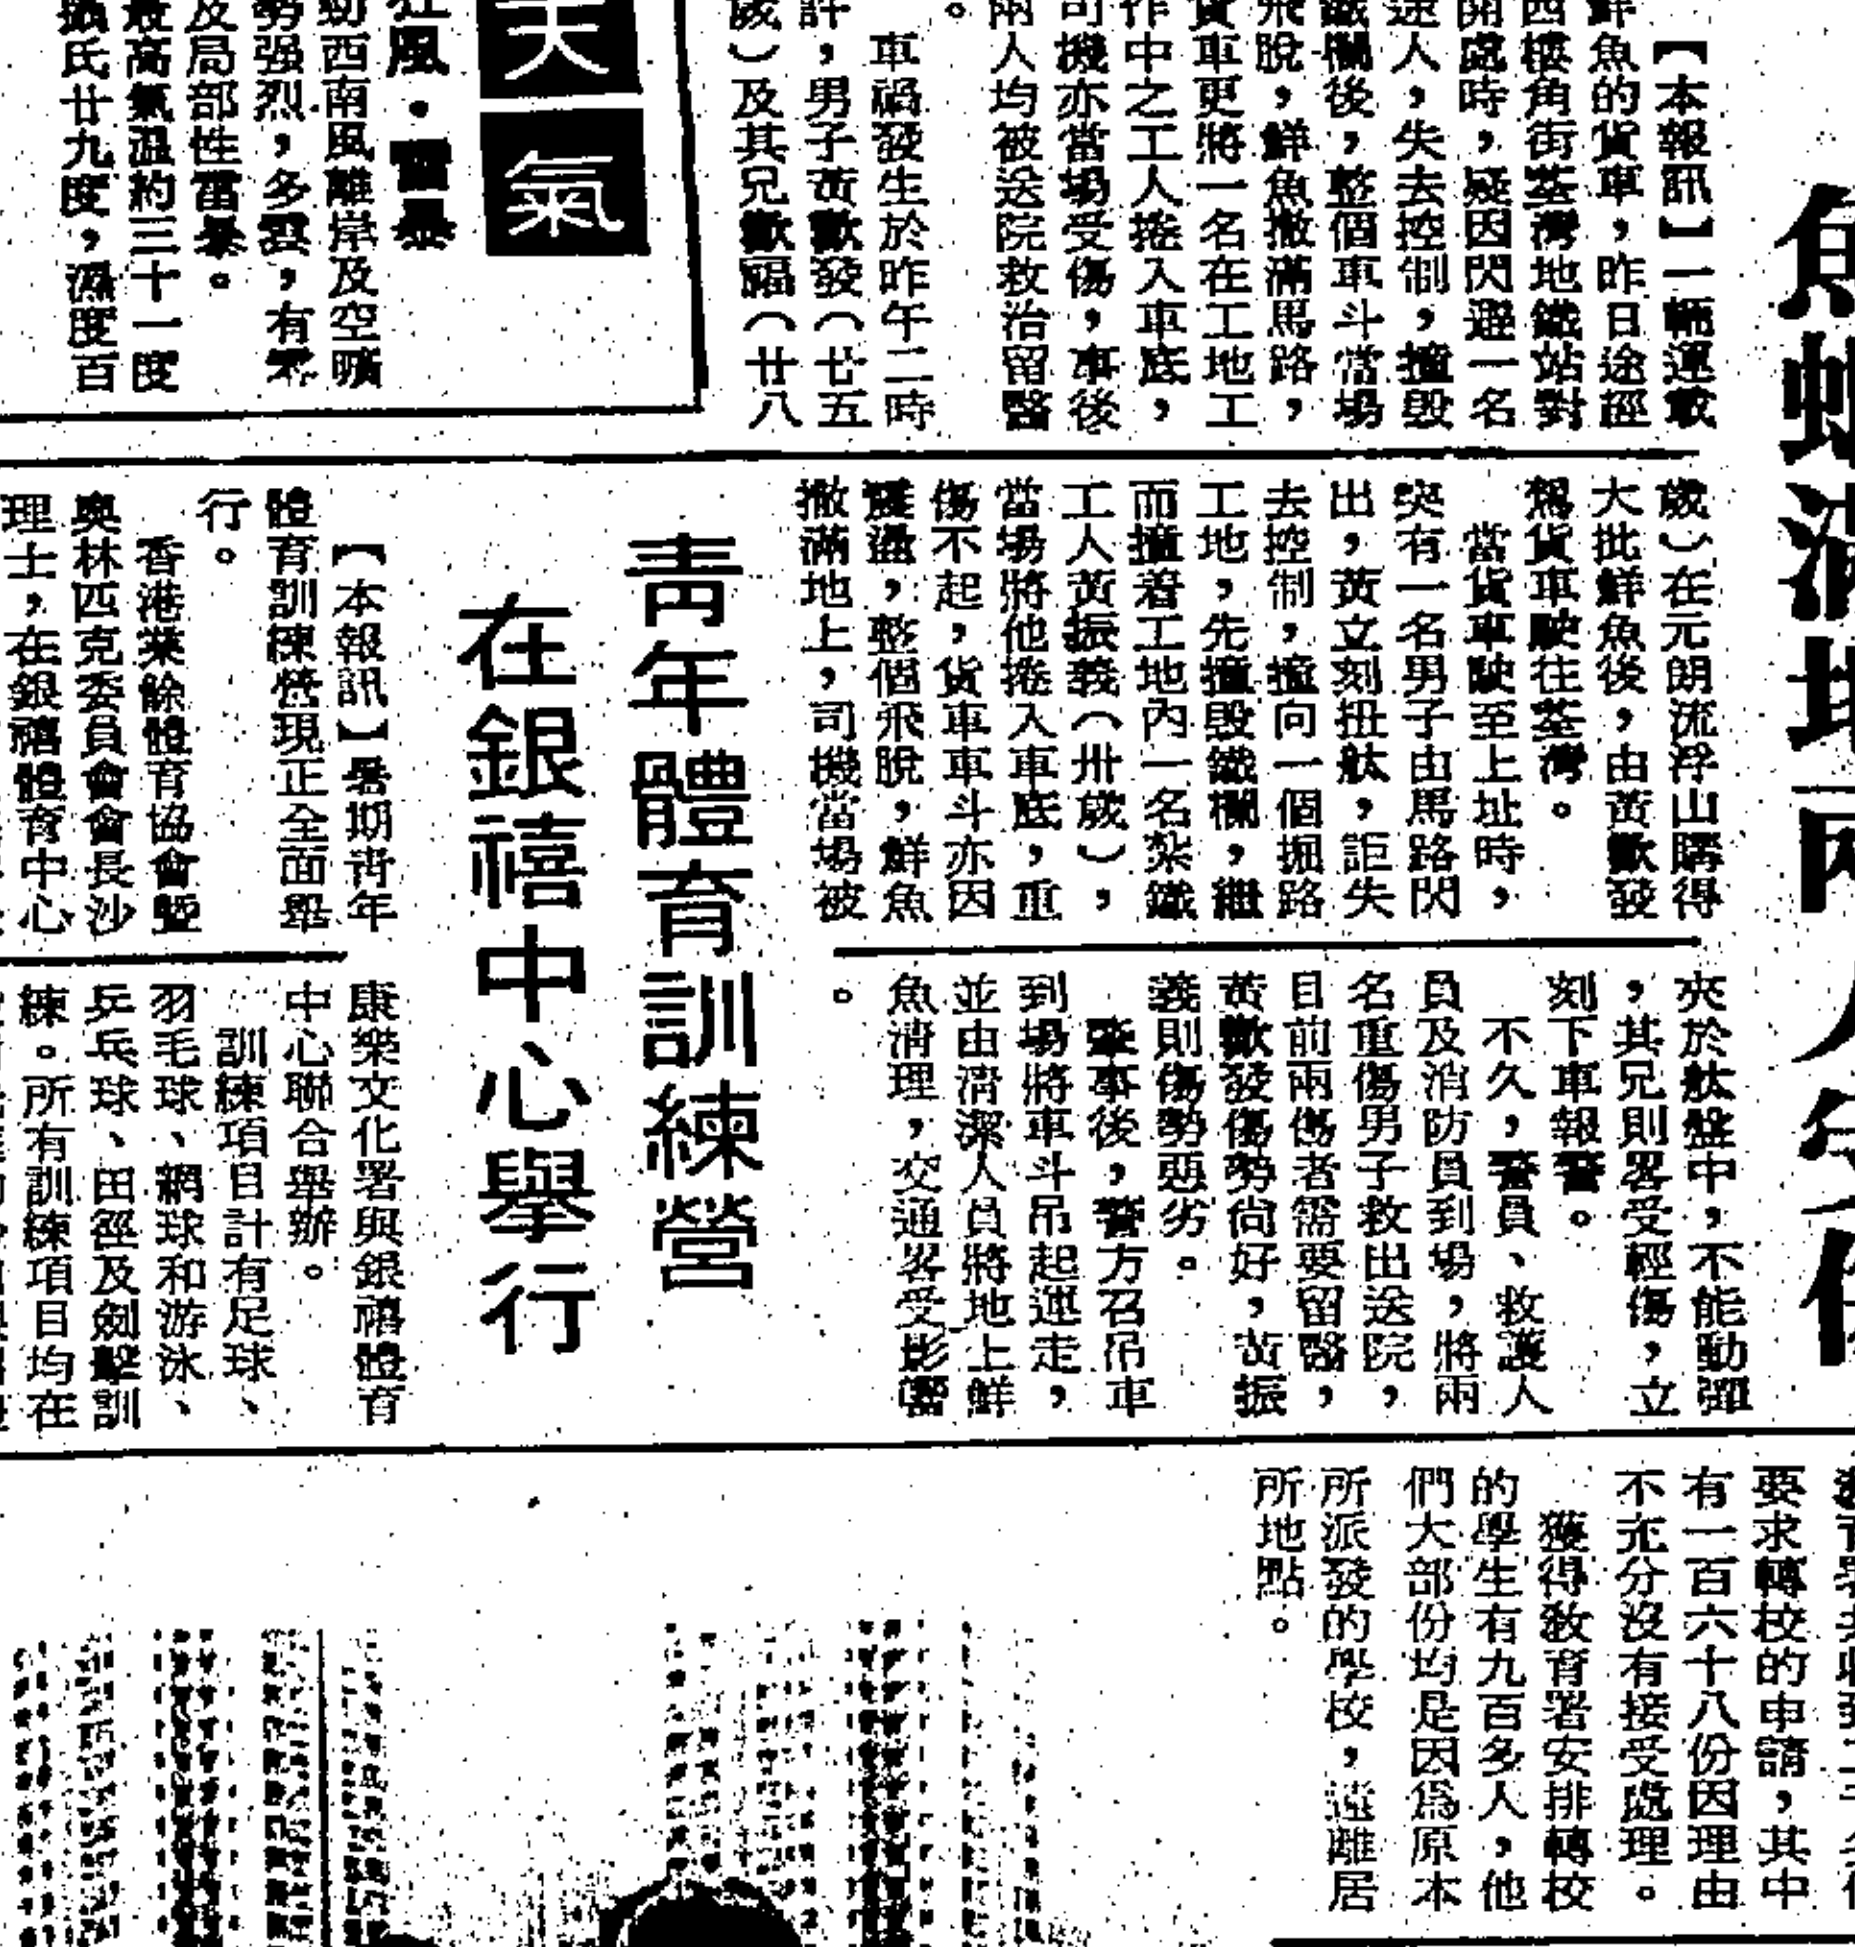 【本報訊】一輛運載
鮮魚的貨車，昨日途經
西樓角街荃灣地鐵站對
開處時，疑因閃避一名
途人，失去控制，撞毀
鐵欄後，整個車斗當場
飛脫，鮮魚撒滿馬路，
貨車更將一名在工地工
作中之工人捲入車底，
司機亦當場受傷，事後
兩人均被送院救治留醫
。
車禍發生於昨午二時
許，男子黃歡發（廿五
歲）及其兄歡福（廿八
歲）在元朗流浮山購得
大批鮮魚後，由黃歡發
駕貨車駛往荃灣。
當貨車駛至上址時，
突有一名男子由馬路閃
出，黃立刻扭舦，詎失
去控制，撞向一個掘路
工地，先撞毀鐵欄，繼
而撞着工地內一名紮鐵
工人黃振義（卅歲），
當場將他捲入車底，重
傷不起，貨車車斗亦因
震盪，整個飛脫，鮮魚
撒滿地上，司機當場被
夾於舦盤中，不能動彈
，其兄則畧受輕傷，立
刻下車報警。
不久，警員、救護人
員及消防員到場，將兩
名重傷男子救出送院，
目前兩傷者需要留醫，
黃歡發傷勢尚好，黃振
義則傷勢惡劣。
肇事後，警方召吊車
到場將車斗吊起運走，
並由清潔人員將地上鮮
魚清理，交通畧受影響
。
天氣
狂風・雷暴
西南風離岸及空曠
勢强烈，多雲，有
及局部性雷暴。
最高氣溫約三十一度
攝氏廿九度，濕度百
青年體育訓練營
在銀禧中心舉行
【本報訊】暑期青年
體育訓練營現正全面舉
行。
香港業餘體育協會暨
奧林匹克委員會會長沙
理士，在銀禧體育中心
康樂文化署與銀禧體育
中心聯合舉辦。
訓練項目計有足球、
羽毛球、網球和游泳、
乒乓球、田徑及劍擊訓
練。所有訓練項目均在
要求轉校的申請，其中
有一百六十八份因理由
不充分沒有接受處理。
獲得教育署安排轉校
的學生有九百多人，他
們大部份均是因爲原本
所派發的學校，遠離居
所地點。